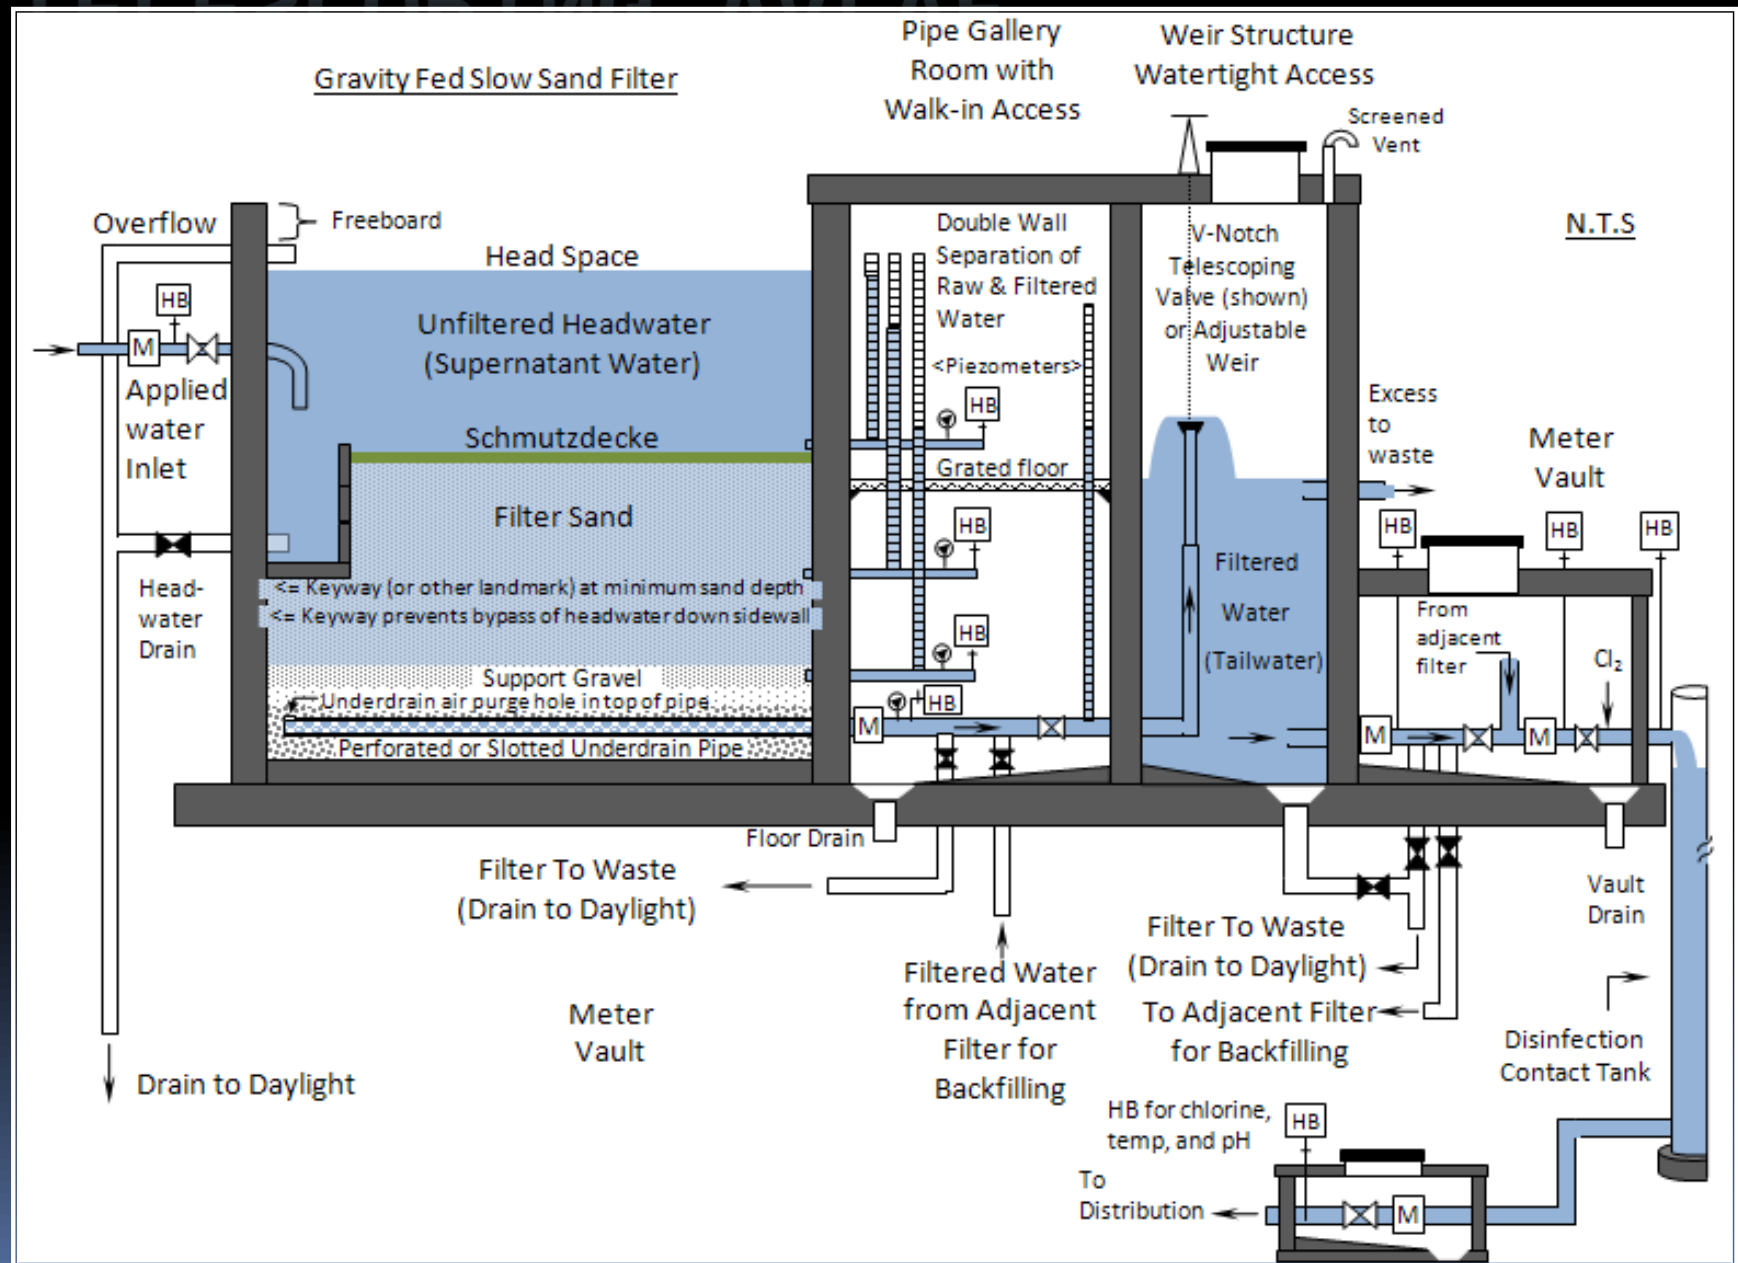 Gravity Fed Slow Sand Filter
Pipe Gallery
Room with
Walk-in Access
Weir Structure
Watertight Access
Screened
Vent
Overflow
Freeboard
N.T.S
Head Space
Double Wall
Separation of
Raw & Filtered
Water
V-Notch
Telescoping
Valve (shown)
or Adjustable
Weir
HB
M
Unfiltered Headwater
(Supernatant Water)
<Piezometers>
Applied
water
Inlet
HB
Excess
to
waste
Meter
Vault
Schmutzdecke
Grated floor
Filter Sand
HB
HB
HB
HB
Filtered
Water
(Tailwater)
Head-
water
Drain
<= Keyway (or other landmark) at minimum sand depth
<= Keyway prevents bypass of headwater down sidewall
HB
From
adjacent
filter
Cl2
Support Gravel
Underdrain air purge hole in top of pipe
HB
M
M
M
Perforated or Slotted Underdrain Pipe
Floor Drain
Filter To Waste
(Drain to Daylight)
Vault
Drain
Filter To Waste
(Drain to Daylight)
Filtered Water
from Adjacent
Filter for
Backfilling
To Adjacent Filter
for Backfilling
Meter
Vault
Disinfection
Contact Tank
Drain to Daylight
HB for chlorine,
temp, and pH
HB
To
Distribution
M